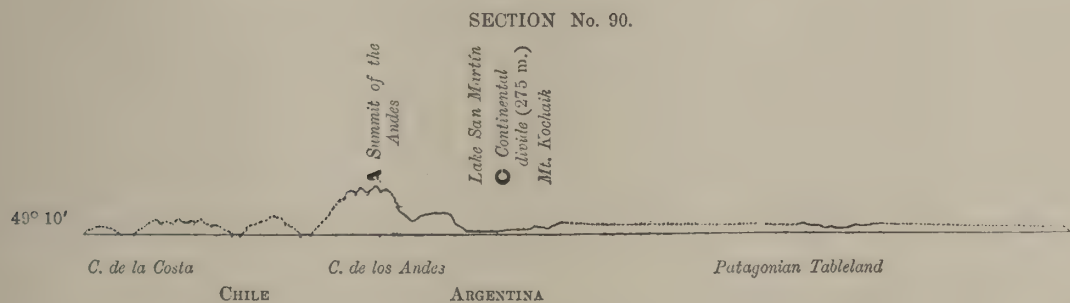 SECTION No. 90.
A Summit of the
Andes
Lake San Martín
C Continental
divide (275 m.)
Mt. Kochaik
49° 10'
C. de la Costa
C. de los Andes
Patagonian Tableland
CHILE
ARGENTINA